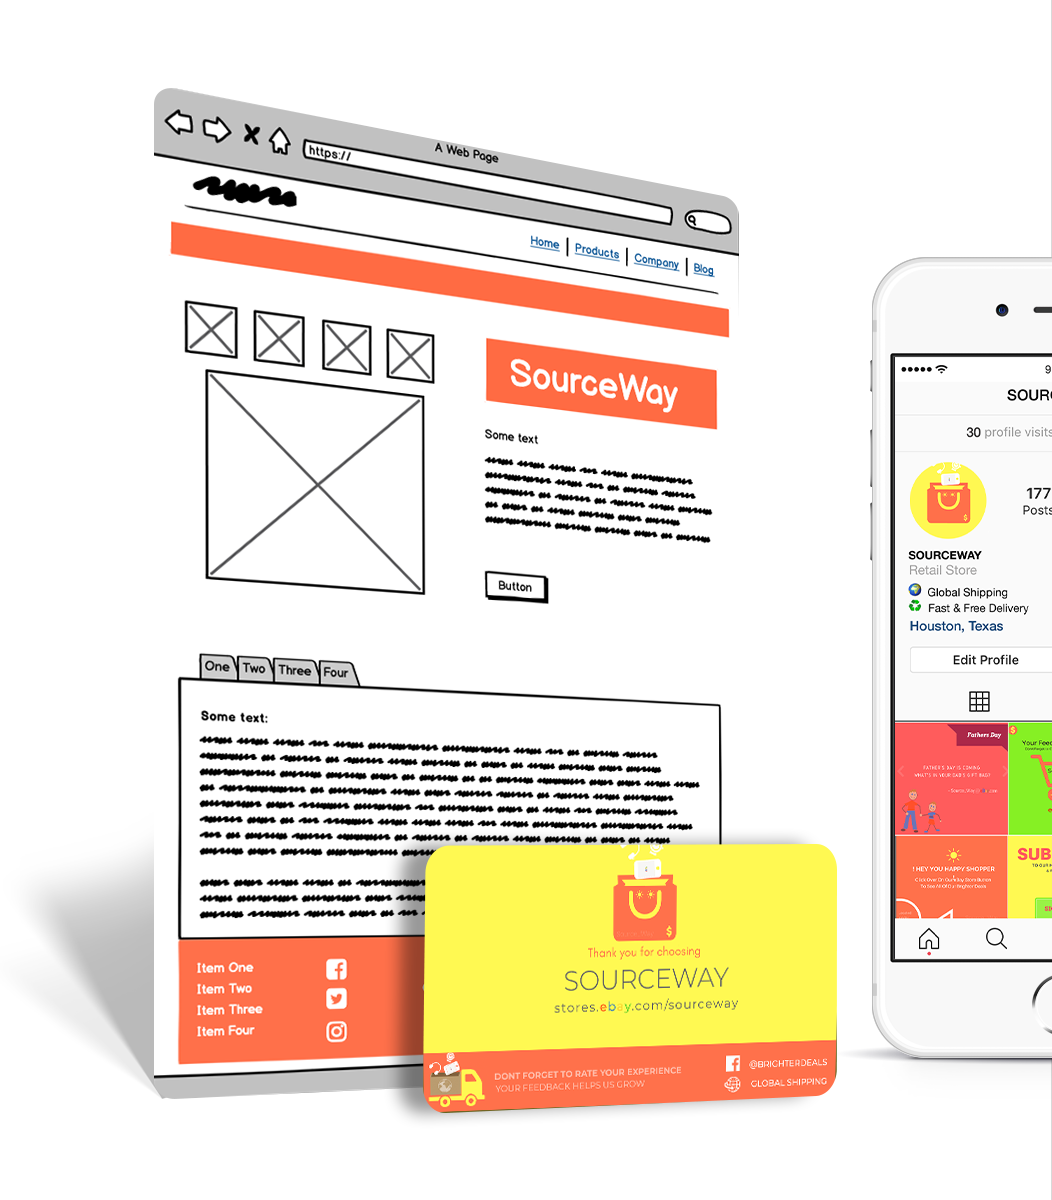 A Web Page
https://
Home
Products
Company
Blog
SourceWay
Some text
Button
One
Two
Three
Four
Some text:
Item One
Item Two
Item Three
Item Four
Thank you for choosing
SOURCEWAY
stores.ebay.com/sourceway
DONT FORGET TO RATE YOUR EXPERIENCE
YOUR FEEDBACK HELPS US GROW
@BRICHTERDEALS
GLOBAL SHIPPING
9
SOUR
30 profile visits
177
Posts
SOURCEWAY
Retail Store
Global Shipping
Fast & Free Delivery
Houston, Texas
Edit Profile
Fathers Day
FATHER'S DAY IS COMING
WHAT'S IN YOUR DAD'S GIFT BAG?
Your Feed
! HEY YOU HAPPY SHOPPER
SUB